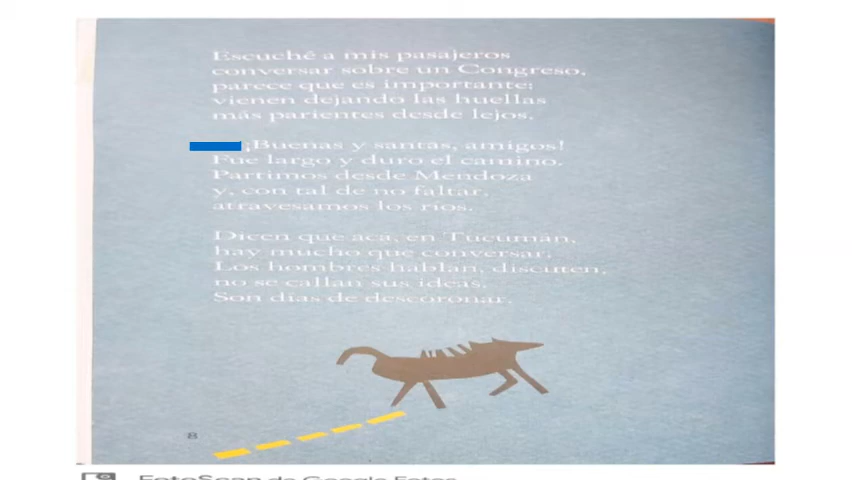 Escuché a mis pasajeros
conversar sobre un Congreso,
parece que es importante:
vienen dejando las huellas
más parientes desde lejos.
¡Buenas y santas, amigos!
Fue largo y duro el camino.
Partimos desde Mendoza
y, con tal de no faltar,
atravesamos los ríos.
Dicen que acá, en Tucumán,
hay mucho que conversar.
Los hombres hablan, discuten,
no se callan sus ideas.
Son días de descoronar.
8
FotoScan de Google Fotos